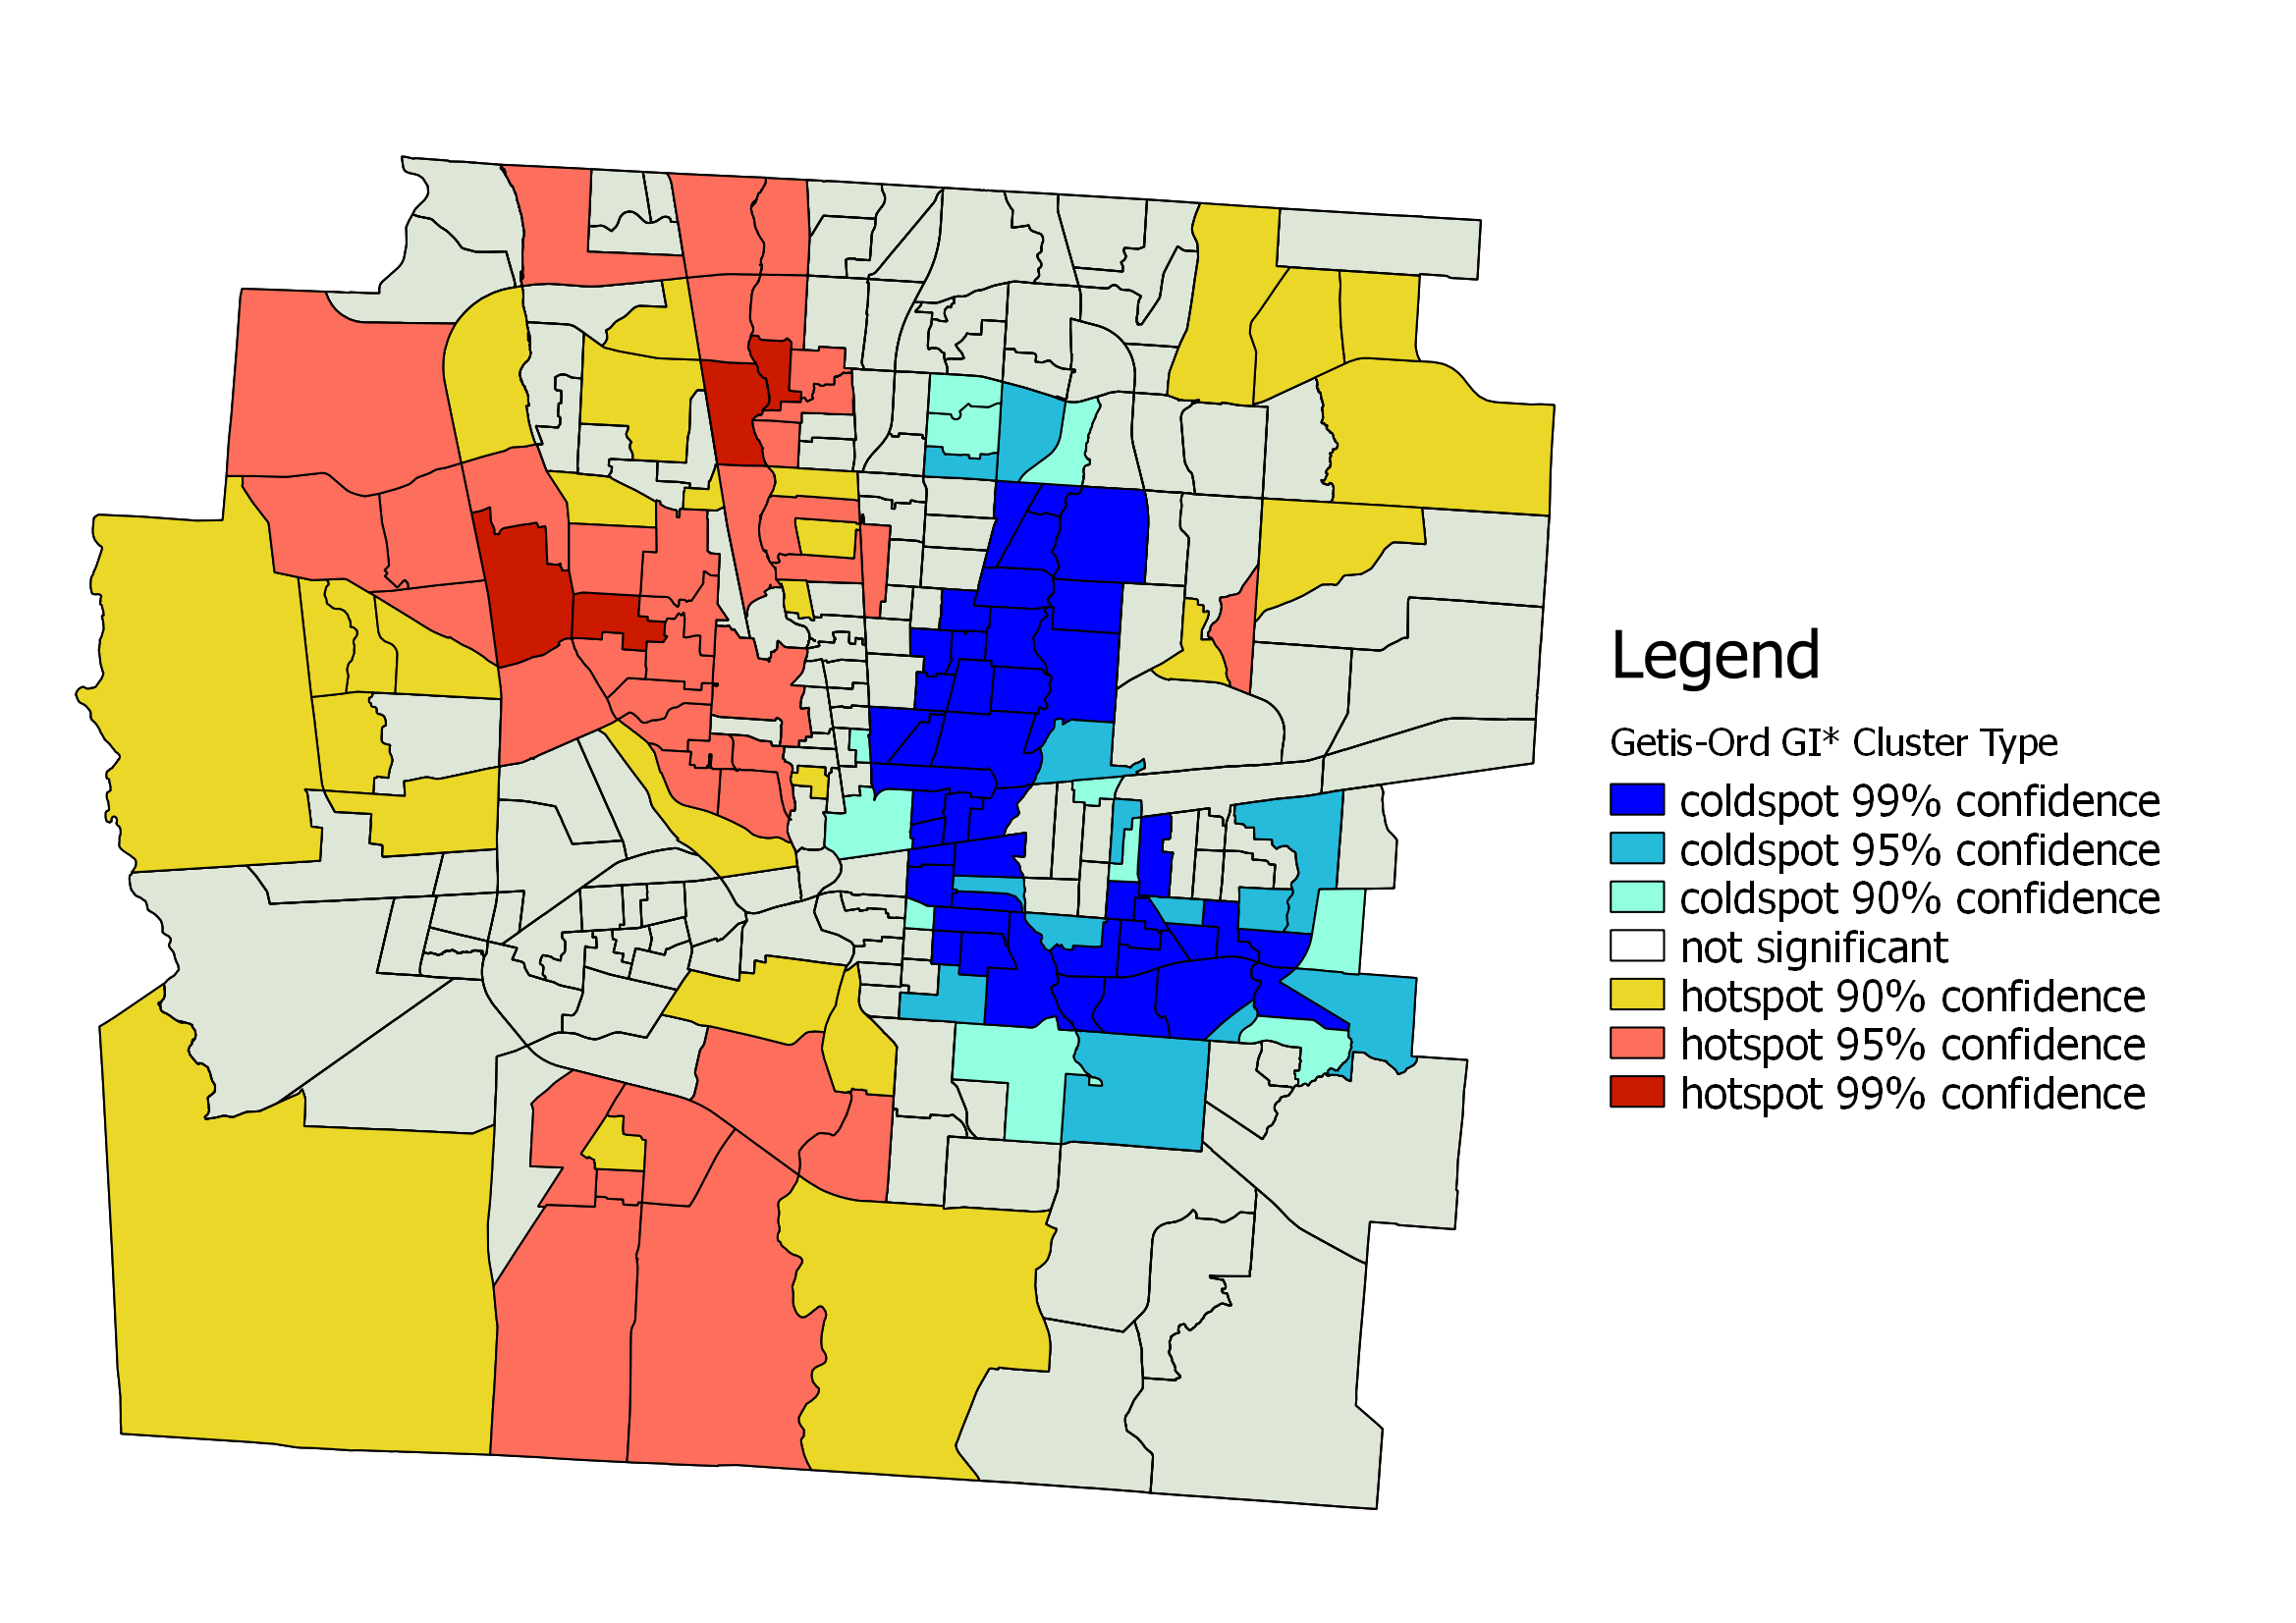 Legend
Getis-Ord GI* Cluster Type
coldspot 99% confidence
coldspot 95% confidence
coldspot 90% confidence
not significant
hotspot 90% confidence
hotspot 95% confidence
hotspot 99% confidence